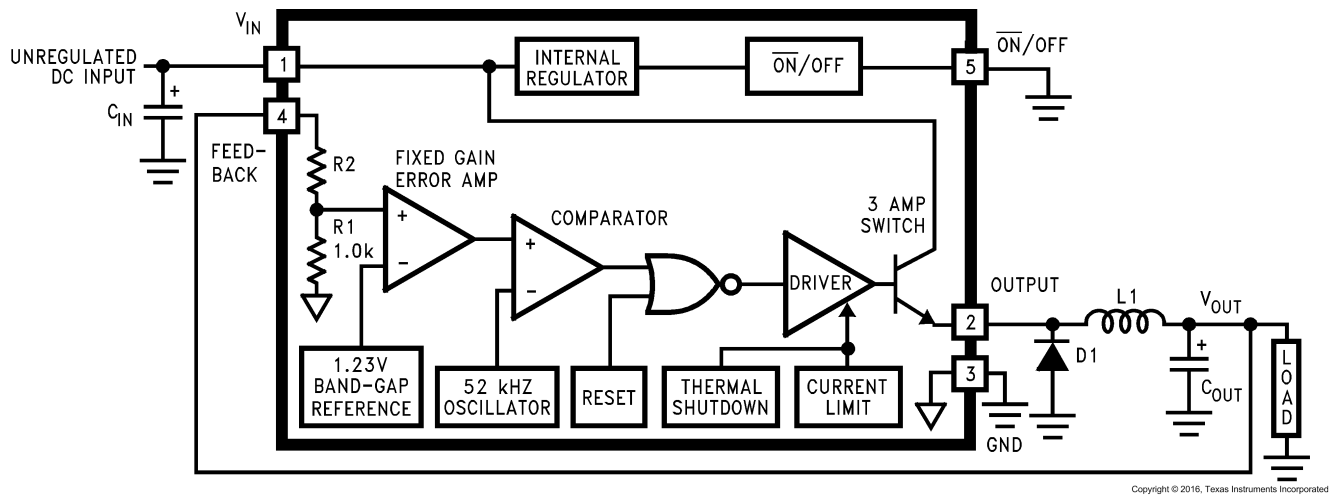 V_IN
UNREGULATED
DC INPUT
+
C_IN
1
4
FEED-
BACK
INTERNAL
REGULATOR
O̅N̅/OFF
5
O̅N̅/OFF
R2
R1
1.0k
FIXED GAIN
ERROR AMP
+
−
COMPARATOR
+
−
3 AMP
SWITCH
DRIVER
OUTPUT
2
3
GND
L1
D1
V_OUT
+
C_OUT
LOAD
1.23V
BAND-GAP
REFERENCE
52 kHZ
OSCILLATOR
RESET
THERMAL
SHUTDOWN
CURRENT
LIMIT
Copyright © 2016, Texas Instruments Incorporated